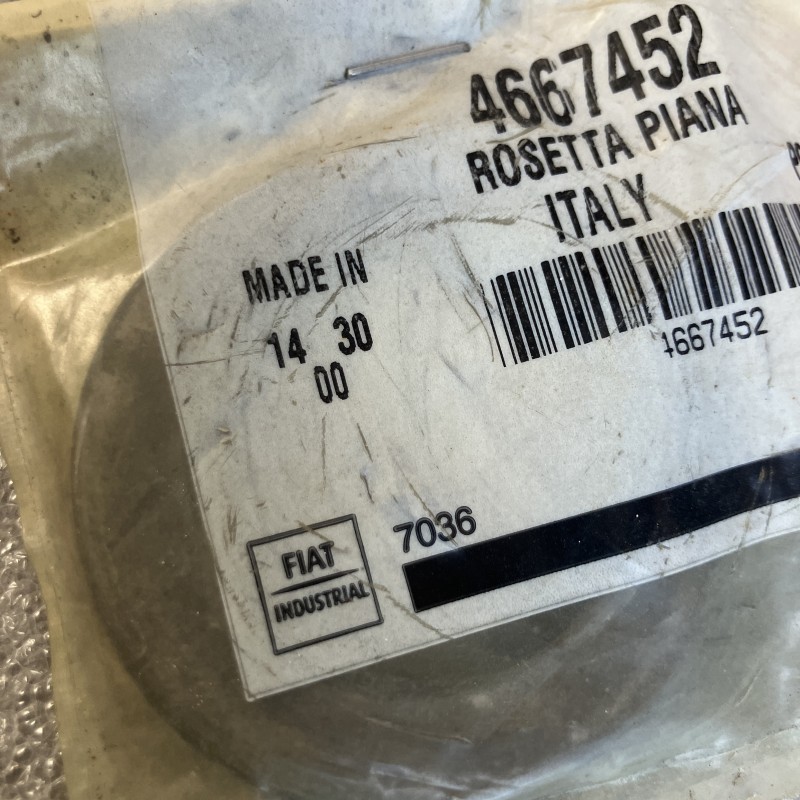 4667452
ROSETTA PIANA
ITALY
MADE IN
14 30
00
4667452
7036
FIAT
INDUSTRIAL